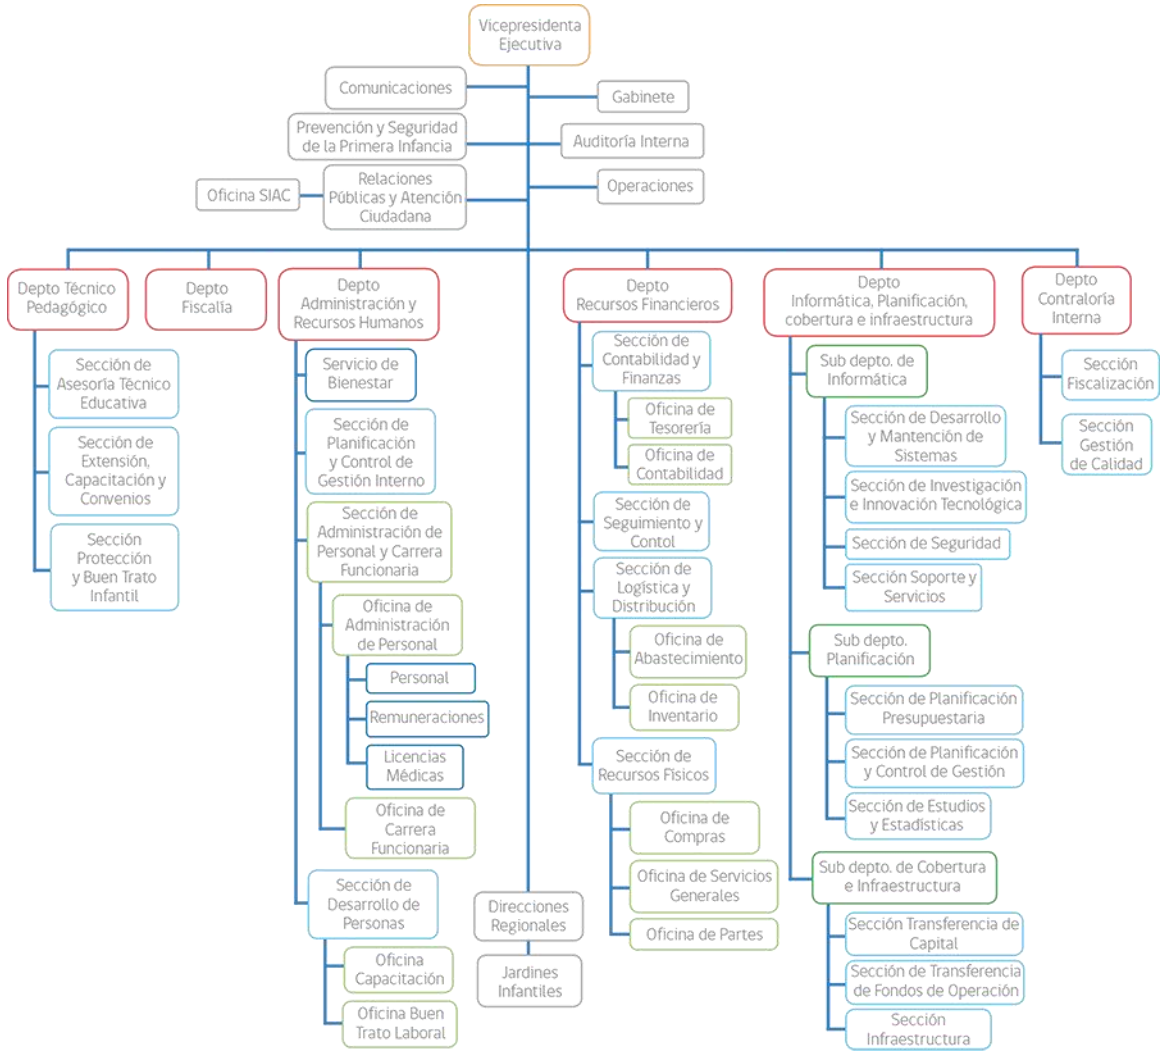 Vicepresidenta
Ejecutiva
Comunicaciones
Gabinete
Prevención y Seguridad
de la Primera Infancia
Auditoría Interna
Oficina SIAC
Relaciones
Públicas y Atención
Ciudadana
Operaciones
Depto Técnico
Pedagógico
Depto
Fiscalía
Depto
Administración y
Recursos Humanos
Depto
Recursos Financieros
Depto
Informática, Planificación,
cobertura e infraestructura
Depto
Contraloría
Interna
Sección de
Asesoría Técnico
Educativa
Sección de
Extensión,
Capacitación y
Convenios
Sección
Protección
y Buen Trato
Infantil
Servicio de
Bienestar
Sección de
Planificación
y Control de
Gestión Interno
Sección de
Administración de
Personal y Carrera
Funcionaria
Oficina de
Administración
de Personal
Personal
Remuneraciones
Licencias
Médicas
Oficina de
Carrera
Funcionaria
Sección de
Desarrollo de
Personas
Oficina
Capacitación
Oficina Buen
Trato Laboral
Direcciones
Regionales
Jardines
Infantiles
Sección de
Contabilidad y
Finanzas
Oficina de
Tesorería
Oficina de
Contabilidad
Sección de
Seguimiento y
Contol
Sección de
Logística y
Distribución
Oficina de
Abastecimiento
Oficina de
Inventario
Sección de
Recursos Físicos
Oficina de
Compras
Oficina de Servicios
Generales
Oficina de Partes
Sub depto. de
Informática
Sección de Desarrollo
y Mantención de
Sistemas
Sección de Investigación
e Innovación Tecnológica
Sección de Seguridad
Sección Soporte y
Servicios
Sub depto.
Planificación
Sección de Planificación
Presupuestaria
Sección de Planificación
y Control de Gestión
Sección de Estudios
y Estadísticas
Sub depto. de Cobertura
e Infraestructura
Sección Transferencia de
Capital
Sección de Transferencia
de Fondos de Operación
Sección
Infraestructura
Sección
Fiscalización
Sección
Gestión
de Calidad